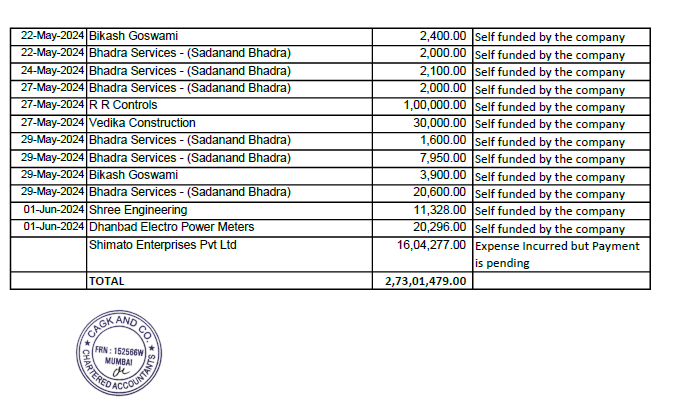 22-May-2024 Bikash Goswami 2,400.00 Self funded by the company
22-May-2024 Bhadra Services - (Sadanand Bhadra) 2,000.00 Self funded by the company
24-May-2024 Bhadra Services - (Sadanand Bhadra) 2,100.00 Self funded by the company
27-May-2024 Bhadra Services - (Sadanand Bhadra) 2,000.00 Self funded by the company
27-May-2024 R R Controls 1,00,000.00 Self funded by the company
27-May-2024 Vedika Construction 30,000.00 Self funded by the company
29-May-2024 Bhadra Services - (Sadanand Bhadra) 1,600.00 Self funded by the company
29-May-2024 Bhadra Services - (Sadanand Bhadra) 7,950.00 Self funded by the company
29-May-2024 Bikash Goswami 3,900.00 Self funded by the company
29-May-2024 Bhadra Services - (Sadanand Bhadra) 20,600.00 Self funded by the company
01-Jun-2024 Shree Engineering 11,328.00 Self funded by the company
01-Jun-2024 Dhanbad Electro Power Meters 20,296.00 Self funded by the company
Shimato Enterprises Pvt Ltd 16,04,277.00 Expense Incurred but Payment
is pending
TOTAL 2,73,01,479.00
CAGK AND CO.
FRN : 152566W
MUMBAI
CHARTERED ACCOUNTANTS